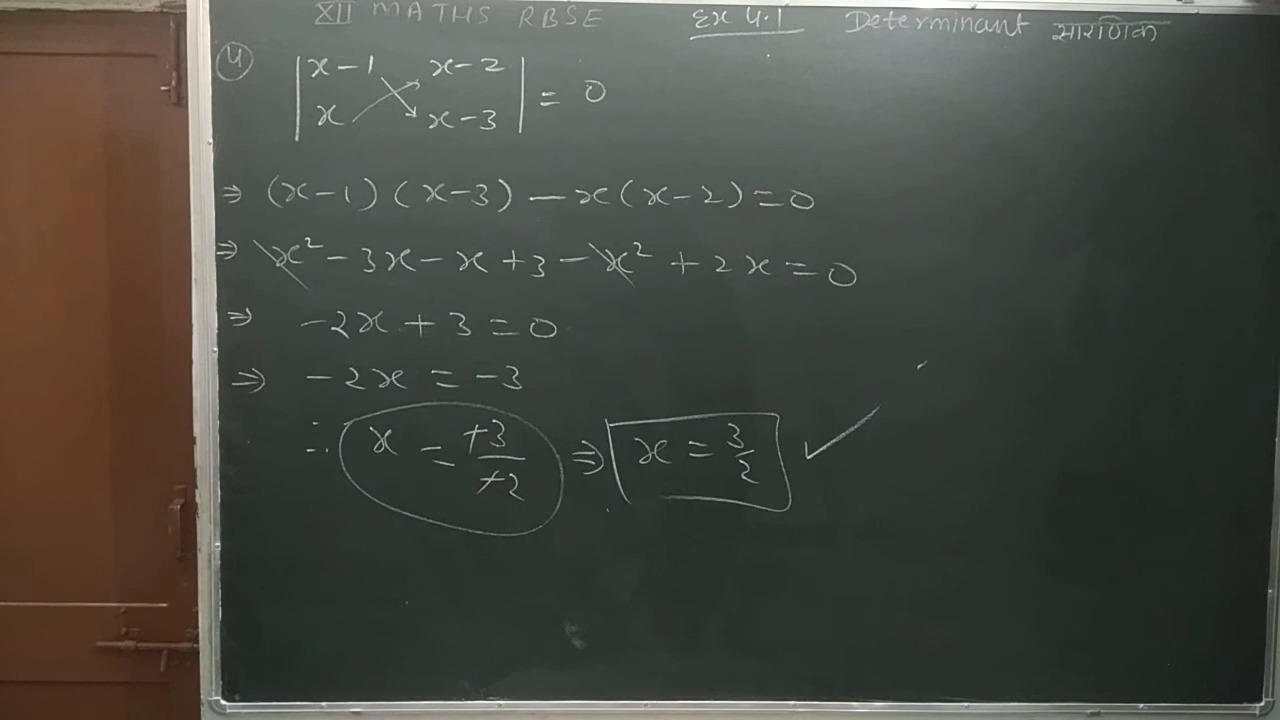 XII MATHS RBSE Ex 4.1 Determinant सारणिक
(4) | x-1 x-2 |
| x x-3 | = 0
⇒ (x-1)(x-3) - x(x-2) = 0
⇒ x² - 3x - x + 3 - x² + 2x = 0
⇒ -2x + 3 = 0
⇒ -2x = -3
∴ x = -3/-2 ⇒ x = 3/2 ✓